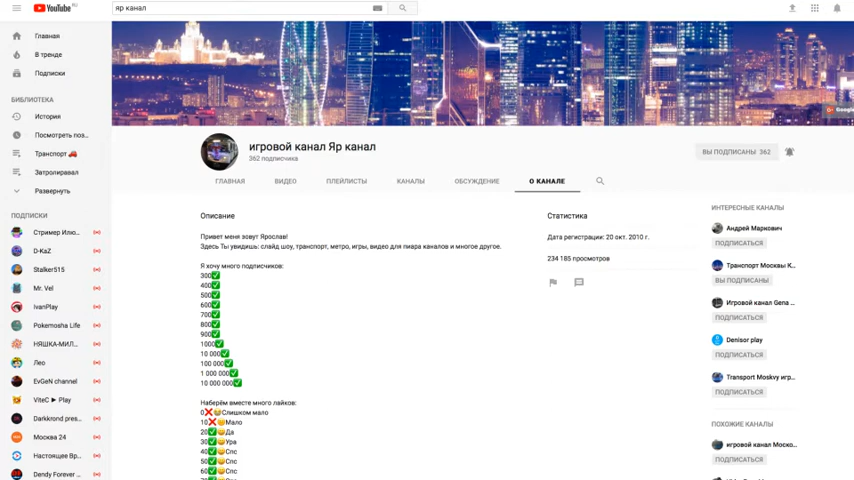 YouTube RU
яр канал
Главная
В тренде
Подписки
БИБЛИОТЕКА
История
Посмотреть поз...
Транспорт 🚗
Затролировал
Развернуть
ПОДПИСКИ
Стример Илю...
D-KaZ
Stalker515
Mr. Vel
IvanPlay
Pokemosha Life
НЯШКА-МИЛ...
Лео
EvGeN channel
ViteC ► Play
Darkkrond pres...
Москва 24
Настоящее Вр...
Dendy Forever ...
Google
игровой канал Яр канал
362 подписчика
ВЫ ПОДПИСАНЫ 362
ГЛАВНАЯ
ВИДЕО
ПЛЕЙЛИСТЫ
КАНАЛЫ
ОБСУЖДЕНИЕ
О КАНАЛЕ
Описание
Привет меня зовут Ярослав!
Здесь Ты увидишь: слайд шоу, транспорт, метро, игры, видео для пиара каналов и многое другое.
Я хочу много подписчиков:
300✅
400✅
500✅
600✅
700✅
800✅
900✅
1000✅
10 000✅
100 000✅
1 000 000✅
10 000 000✅
Наберём вместе много лайков:
0❌😂Слишком мало
10❌😀Мало
20✅😀Да
30✅😀Ура
40✅😀Спс
50✅😀Спс
60✅😀Спс
Статистика
Дата регистрации: 20 окт. 2010 г.
234 185 просмотров
ИНТЕРЕСНЫЕ КАНАЛЫ
Андрей Маркович
ПОДПИСАТЬСЯ
Транспорт Москвы К...
ВЫ ПОДПИСАНЫ
Игровой канал Gena ...
ПОДПИСАТЬСЯ
Denisor play
ПОДПИСАТЬСЯ
Transport Moskvy игр...
ПОДПИСАТЬСЯ
ПОХОЖИЕ КАНАЛЫ
игровой канал Моско...
ПОДПИСАТЬСЯ